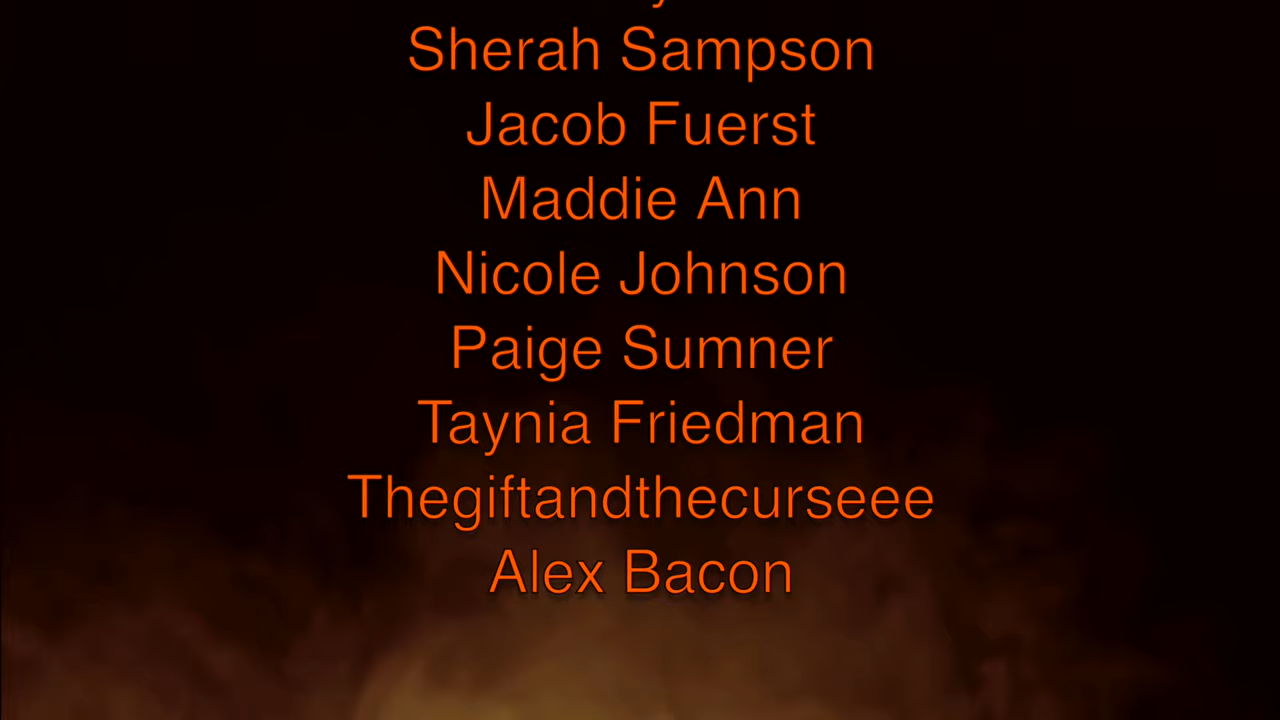 Sherah Sampson
Jacob Fuerst
Maddie Ann
Nicole Johnson
Paige Sumner
Taynia Friedman
Thegiftandthecurseee
Alex Bacon